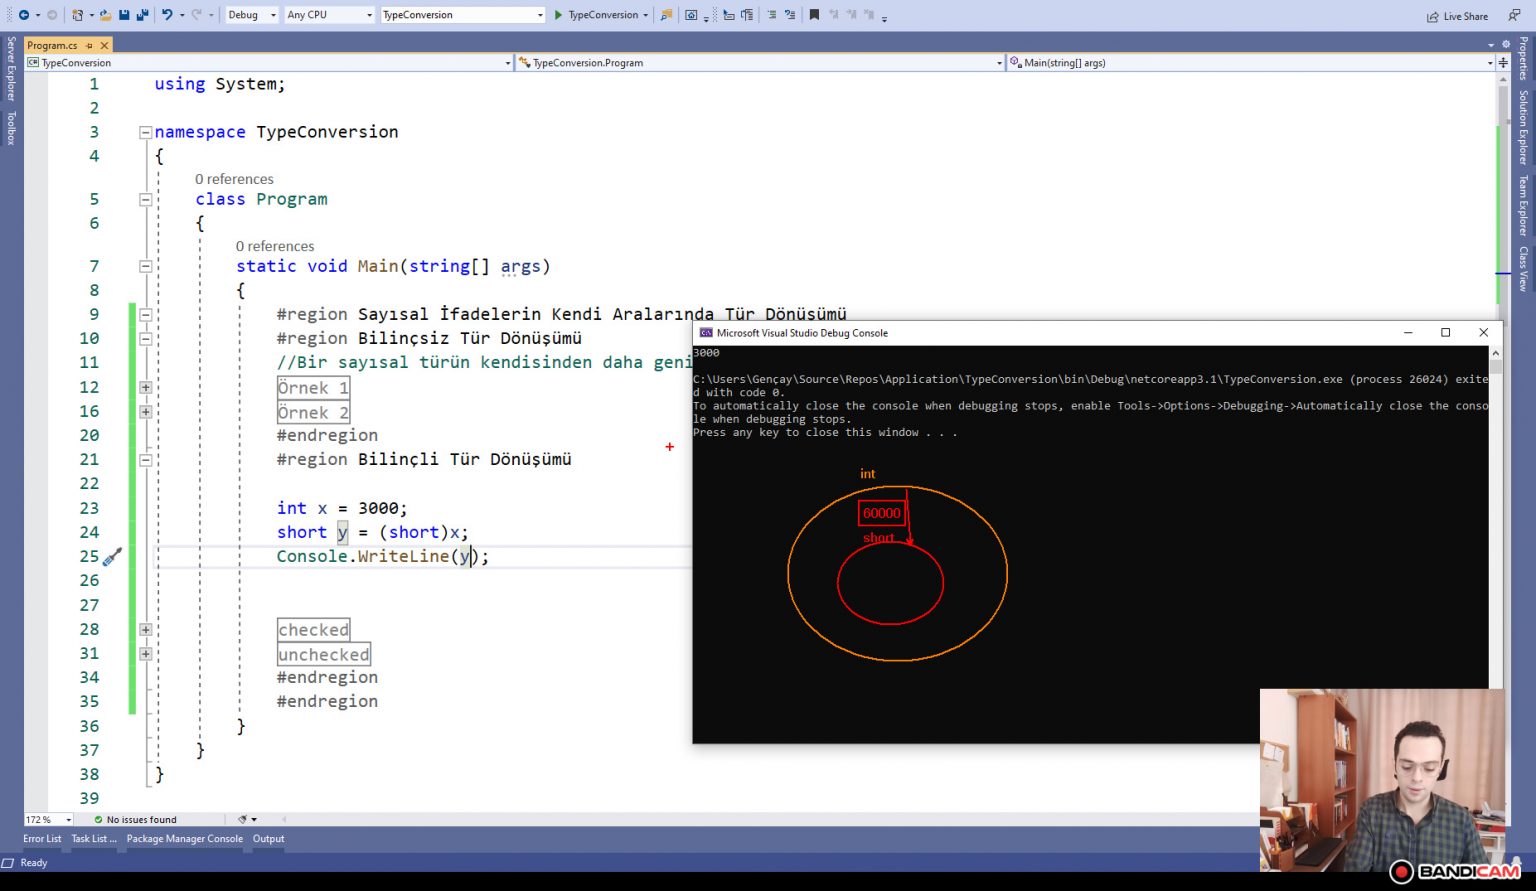 Debug
Any CPU
TypeConversion
TypeConversion
Live Share
Program.cs
TypeConversion
TypeConversion.Program
Main(string[] args)
Server Explorer
Toolbox
Properties
Solution Explorer
Team Explorer
Class View
1 using System;
2
3 namespace TypeConversion
4 {
0 references
5 class Program
6 {
0 references
7 static void Main(string[] args)
8 {
9 #region Sayısal İfadelerin Kendi Aralarında Tür Dönüşümü
10 #region Bilinçsiz Tür Dönüşümü
11 //Bir sayısal türün kendisinden daha geni
12 Örnek 1
16 Örnek 2
20 #endregion
21 #region Bilinçli Tür Dönüşümü
22
23 int x = 3000;
24 short y = (short)x;
25 Console.WriteLine(y);
26
27
28 checked
31 unchecked
34 #endregion
35 #endregion
36 }
37 }
38 }
39
Microsoft Visual Studio Debug Console
3000
C:\Users\Gençay\Source\Repos\Application\TypeConversion\bin\Debug\netcoreapp3.1\TypeConversion.exe (process 26024) exite
d with code 0.
To automatically close the console when debugging stops, enable Tools->Options->Debugging->Automatically close the conso
le when debugging stops.
Press any key to close this window . . .
int
60000
short
172 %
No issues found
Error List
Task List ...
Package Manager Console
Output
Ready
BANDICAM